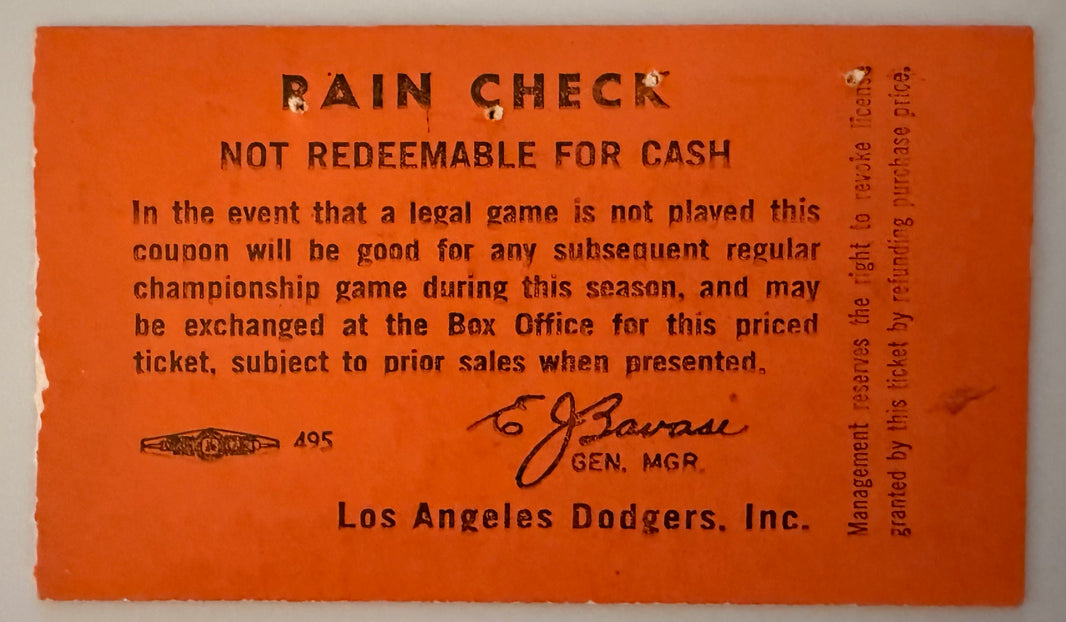 RAIN CHECK
NOT REDEEMABLE FOR CASH
In the event that a legal game is not played this
coupon will be good for any subsequent regular
championship game during this season, and may
be exchanged at the Box Office for this priced
ticket, subject to prior sales when presented.
495
E J Bavasi
GEN. MGR.
Los Angeles Dodgers, Inc.
Management reserves the right to revoke license
granted by this ticket by refunding purchase price.